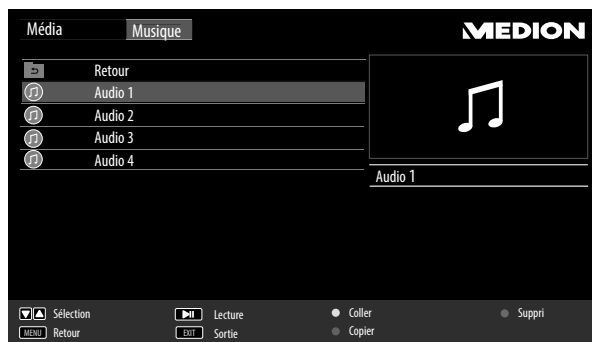 Média Musique MEDION
Retour
Audio 1
Audio 2
Audio 3
Audio 4
Audio 1
Sélection Lecture Coller Suppri
MENU Retour EXIT Sortie Copier